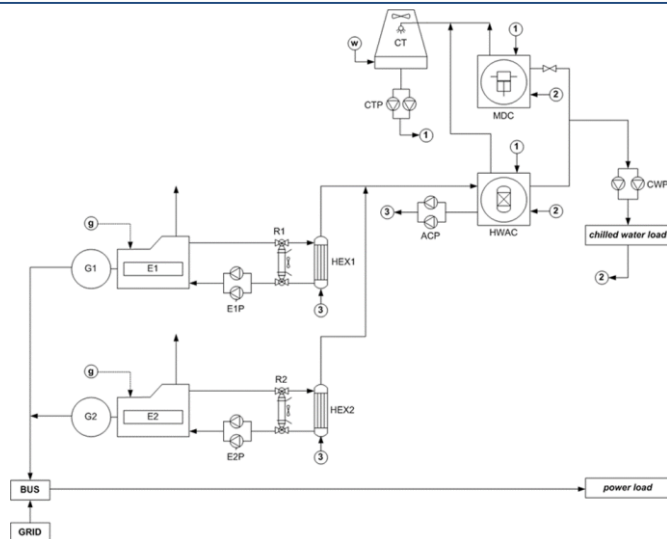 CT
w
1
CTP
2
MDC
1
1
CWP
3
2
ACP
HWAC
chilled water load
g
R1
2
G1
E1
HEX1
E1P
3
g
R2
G2
E2
HEX2
E2P
3
BUS
power load
GRID